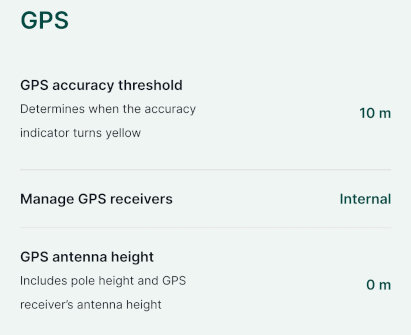 GPS
GPS accuracy threshold
Determines when the accuracy
indicator turns yellow
10 m
Manage GPS receivers
Internal
GPS antenna height
Includes pole height and GPS
receiver's antenna height
0 m